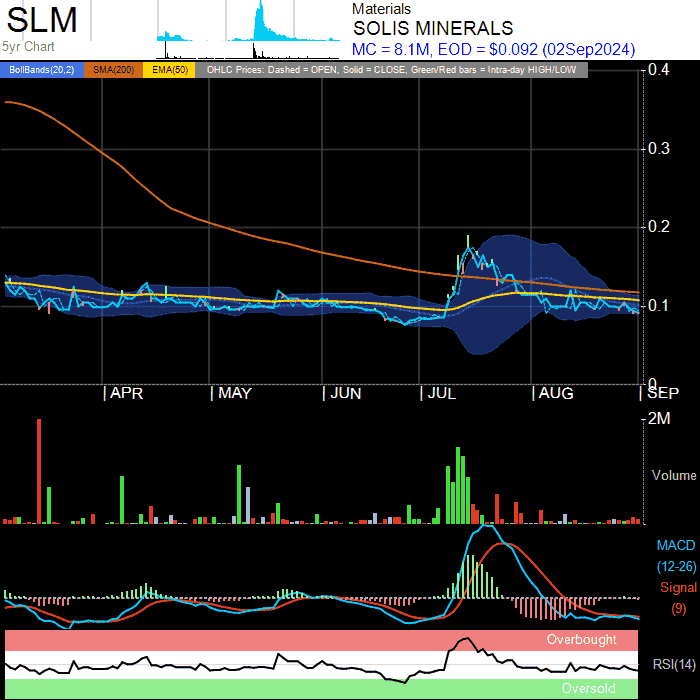 SLM
5yr Chart
Materials
SOLIS MINERALS
MC = 8.1M, EOD = $0.092 (02Sep2024)
BollBands(20,2) SMA(200) EMA(50) OHLC Prices: Dashed = OPEN, Solid = CLOSE, Green/Red bars = Intra-day HIGH/LOW
0.4
0.3
0.2
0.1
0
| APR | MAY | JUN | JUL | AUG | SEP
2M
Volume
MACD
(12-26)
Signal
(9)
Overbought
RSI(14)
Oversold